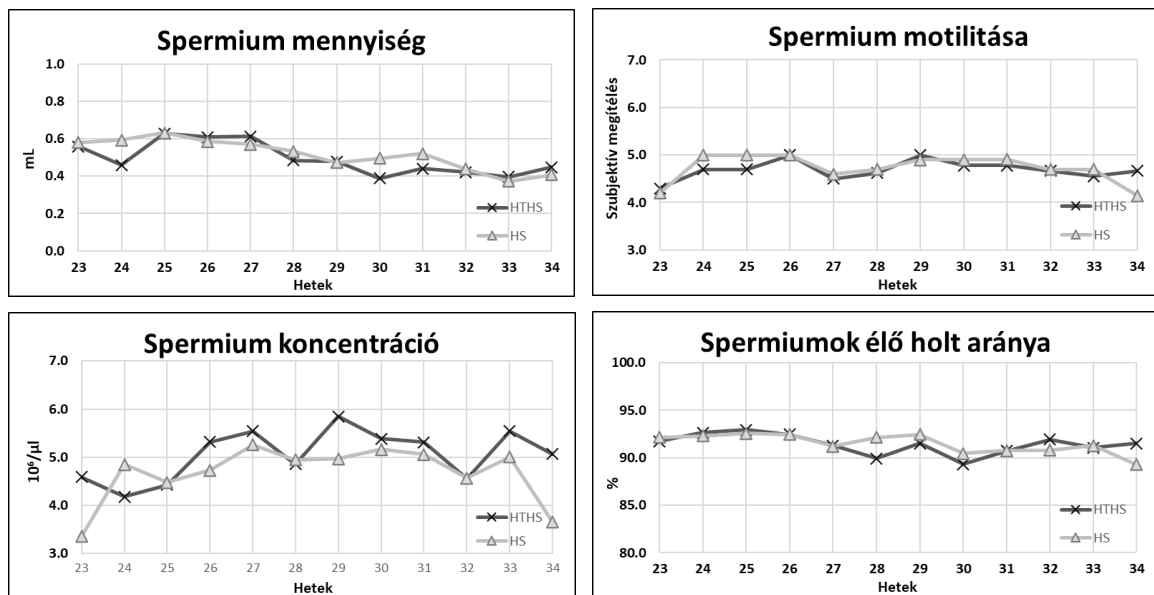 Spermium mennyiség
1.0
0.8
0.6
0.4
0.2
0.0
mL
23 24 25 26 27 28 29 30 31 32 33 34
Hetek
HTHS
HS
Spermium motilitása
7.0
6.0
5.0
4.0
3.0
Szubjektív megítélés
23 24 25 26 27 28 29 30 31 32 33 34
Hetek
HTHS
HS
Spermium koncentráció
7.0
6.0
5.0
4.0
3.0
10⁶/µl
23 24 25 26 27 28 29 30 31 32 33 34
Hetek
HTHS
HS
Spermiumok élő holt aránya
100.0
95.0
90.0
85.0
80.0
%
23 24 25 26 27 28 29 30 31 32 33 34
Hetek
HTHS
HS